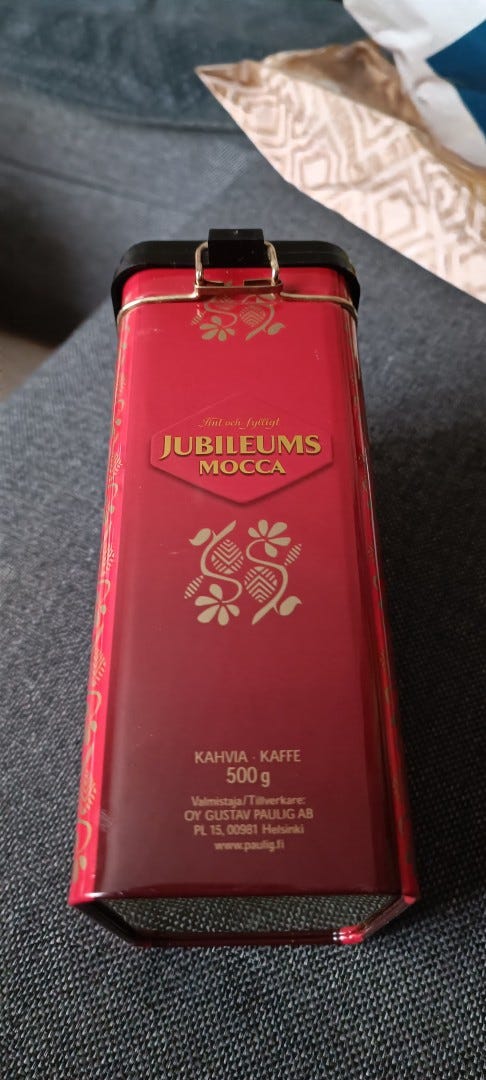 Fint och fylligt
JUBILEUMS
MOCCA
KAHVIA · KAFFE
500 g
Valmistaja/Tillverkare:
OY GUSTAV PAULIG AB
PL 15, 00981 Helsinki
www.paulig.fi